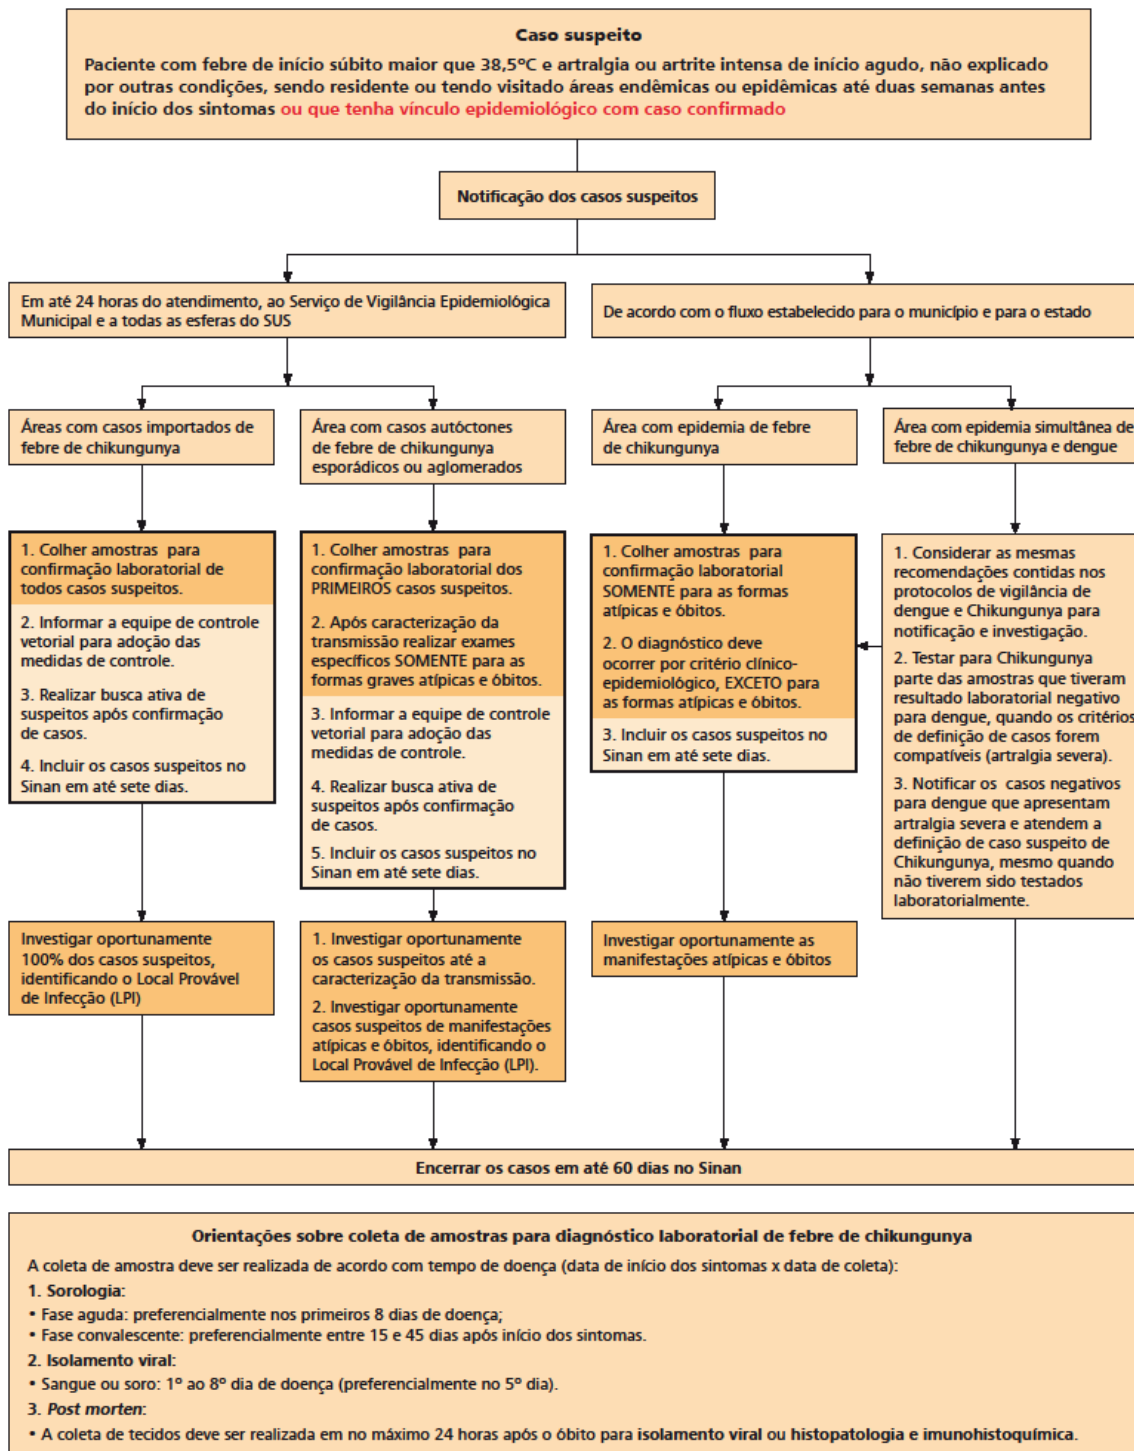 Caso suspeito
Paciente com febre de início súbito maior que 38,5ºC e artralgia ou artrite intensa de início agudo, não explicado
por outras condições, sendo residente ou tendo visitado áreas endêmicas ou epidêmicas até duas semanas antes
do início dos sintomas ou que tenha vínculo epidemiológico com caso confirmado
Notificação dos casos suspeitos
Em até 24 horas do atendimento, ao Serviço de Vigilância Epidemiológica
Municipal e a todas as esferas do SUS
De acordo com o fluxo estabelecido para o município e para o estado
Áreas com casos importados de
febre de chikungunya
Área com casos autóctones
de febre de chikungunya
esporádicos ou aglomerados
Área com epidemia de febre
de chikungunya
Área com epidemia simultânea de
febre de chikungunya e dengue
1. Colher amostras para
confirmação laboratorial de
todos casos suspeitos.
2. Informar a equipe de controle
vetorial para adoção das
medidas de controle.
3. Realizar busca ativa de
suspeitos após confirmação
de casos.
4. Incluir os casos suspeitos no
Sinan em até sete dias.
1. Colher amostras para
confirmação laboratorial dos
PRIMEIROS casos suspeitos.
2. Após caracterização da
transmissão realizar exames
específicos SOMENTE para as
formas graves atípicas e óbitos.
3. Informar a equipe de controle
vetorial para adoção das
medidas de controle.
4. Realizar busca ativa de
suspeitos após confirmação
de casos.
5. Incluir os casos suspeitos no
Sinan em até sete dias.
1. Colher amostras para
confirmação laboratorial
SOMENTE para as formas
atípicas e óbitos.
2. O diagnóstico deve
ocorrer por critério clínico-
epidemiológico, EXCETO para
as formas atípicas e óbitos.
3. Incluir os casos suspeitos no
Sinan em até sete dias.
1. Considerar as mesmas
recomendações contidas nos
protocolos de vigilância de
dengue e Chikungunya para
notificação e investigação.
2. Testar para Chikungunya
parte das amostras que tiveram
resultado laboratorial negativo
para dengue, quando os critérios
de definição de casos forem
compatíveis (artralgia severa).
3. Notificar os casos negativos
para dengue que apresentam
artralgia severa e atendem a
definição de caso suspeito de
Chikungunya, mesmo quando
não tiverem sido testados
laboratorialmente.
Investigar oportunamente
100% dos casos suspeitos,
identificando o Local Provável
de Infecção (LPI)
1. Investigar oportunamente
os casos suspeitos até a
caracterização da transmissão.
2. Investigar oportunamente
casos suspeitos de manifestações
atípicas e óbitos, identificando o
Local Provável de Infecção (LPI).
Investigar oportunamente as
manifestações atípicas e óbitos
Encerrar os casos em até 60 dias no Sinan
Orientações sobre coleta de amostras para diagnóstico laboratorial de febre de chikungunya
A coleta de amostra deve ser realizada de acordo com tempo de doença (data de início dos sintomas x data de coleta):
1. Sorologia:
• Fase aguda: preferencialmente nos primeiros 8 dias de doença;
• Fase convalescente: preferencialmente entre 15 e 45 dias após início dos sintomas.
2. Isolamento viral:
• Sangue ou soro: 1º ao 8º dia de doença (preferencialmente no 5º dia).
3. Post morten:
• A coleta de tecidos deve ser realizada em no máximo 24 horas após o óbito para isolamento viral ou histopatologia e imunohistoquímica.